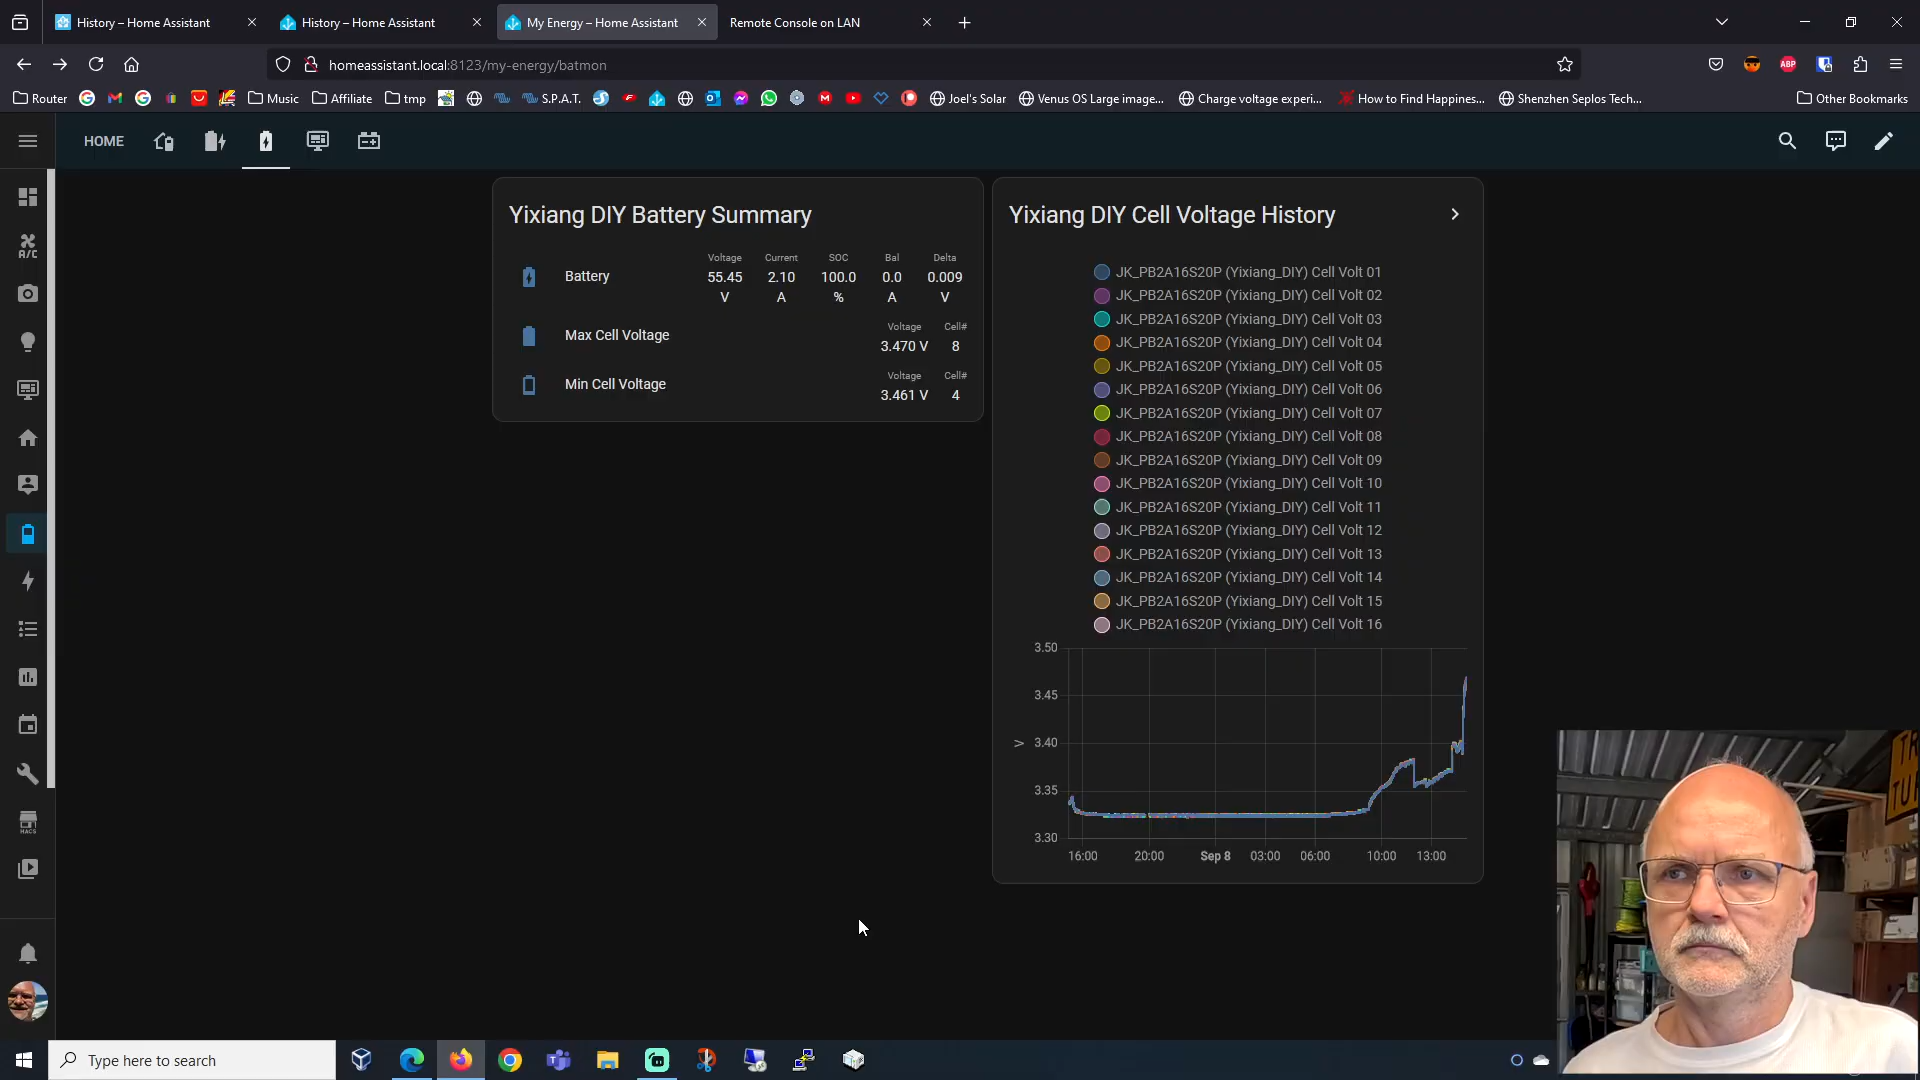 History – Home Assistant
History – Home Assistant
My Energy – Home Assistant
Remote Console on LAN
homeassistant.local:8123/my-energy/batmon
ABP
Router
Music
Affiliate
tmp
S.P.A.T.
Joel's Solar
Venus OS Large image...
Charge voltage experi...
How to Find Happines...
Shenzhen Seplos Tech...
Other Bookmarks
HOME
A/C
HACS
Yixiang DIY Battery Summary
Voltage Current SOC Bal Delta
Battery 55.45 2.10 100.0 0.0 0.009
V A % A V
Voltage Cell#
Max Cell Voltage 3.470 V 8
Voltage Cell#
Min Cell Voltage 3.461 V 4
Yixiang DIY Cell Voltage History
JK_PB2A16S20P (Yixiang_DIY) Cell Volt 01
JK_PB2A16S20P (Yixiang_DIY) Cell Volt 02
JK_PB2A16S20P (Yixiang_DIY) Cell Volt 03
JK_PB2A16S20P (Yixiang_DIY) Cell Volt 04
JK_PB2A16S20P (Yixiang_DIY) Cell Volt 05
JK_PB2A16S20P (Yixiang_DIY) Cell Volt 06
JK_PB2A16S20P (Yixiang_DIY) Cell Volt 07
JK_PB2A16S20P (Yixiang_DIY) Cell Volt 08
JK_PB2A16S20P (Yixiang_DIY) Cell Volt 09
JK_PB2A16S20P (Yixiang_DIY) Cell Volt 10
JK_PB2A16S20P (Yixiang_DIY) Cell Volt 11
JK_PB2A16S20P (Yixiang_DIY) Cell Volt 12
JK_PB2A16S20P (Yixiang_DIY) Cell Volt 13
JK_PB2A16S20P (Yixiang_DIY) Cell Volt 14
JK_PB2A16S20P (Yixiang_DIY) Cell Volt 15
JK_PB2A16S20P (Yixiang_DIY) Cell Volt 16
3.50
3.45
V
3.40
3.35
3.30
16:00 20:00 Sep 8 03:00 06:00 10:00 13:00
Type here to search